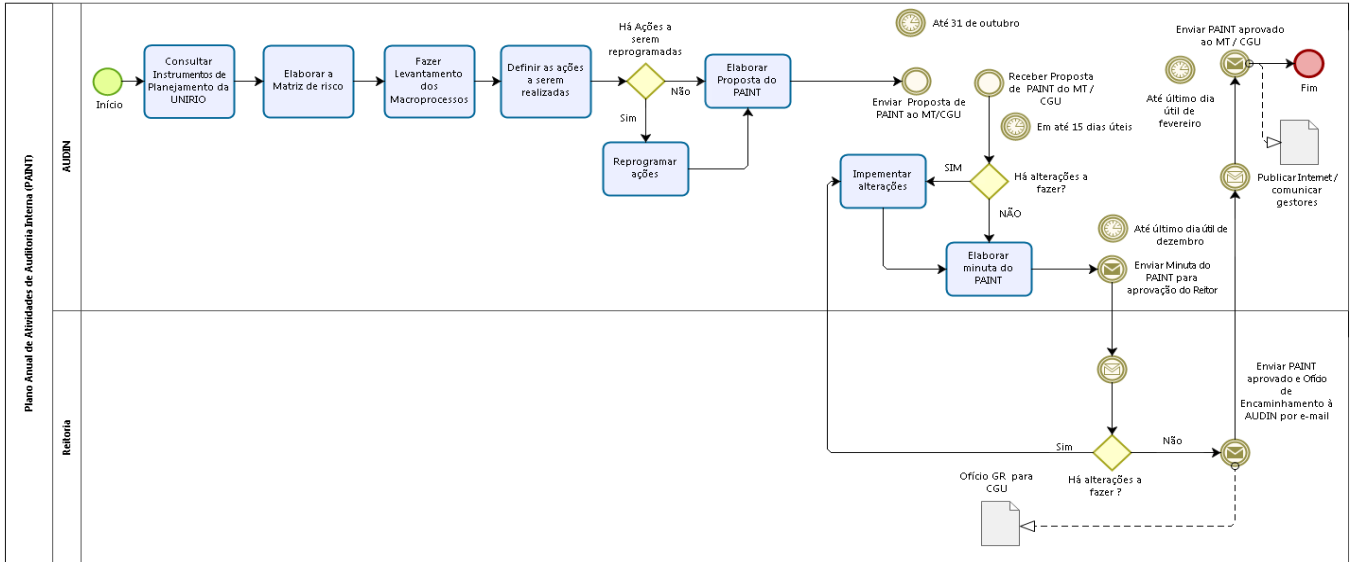 Plano Anual de Atividades de Auditoria Interna (PAINT)
AUDIN
Início
Consultar
Instrumentos de
Planejamento da
UNIRIO
Elaborar a
Matriz de risco
Fazer
Levantamento
dos
Macroprocessos
Definir as ações
a serem
realizadas
Há Ações a
serem
reprogramadas
Não
Sim
Reprogramar
ações
Elaborar
Proposta do
PAINT
Até 31 de outubro
Enviar Proposta de
PAINT ao MT/CGU
Receber Proposta
de PAINT do MT /
CGU
Em até 15 dias úteis
Há alterações a
fazer?
SIM
NÃO
Impementar
alterações
Elaborar
minuta do
PAINT
Até último dia útil de
dezembro
Enviar Minuta do
PAINT para
aprovação do Reitor
Enviar PAINT aprovado
ao MT / CGU
Até último dia
útil de
fevereiro
Fim
Publicar Internet /
comunicar
gestores
Reitoria
Sim
Não
Há alterações a
fazer ?
Enviar PAINT
aprovado e Ofício
de
Encaminhamento à
AUDIN por e-mail
Ofício GR para
CGU